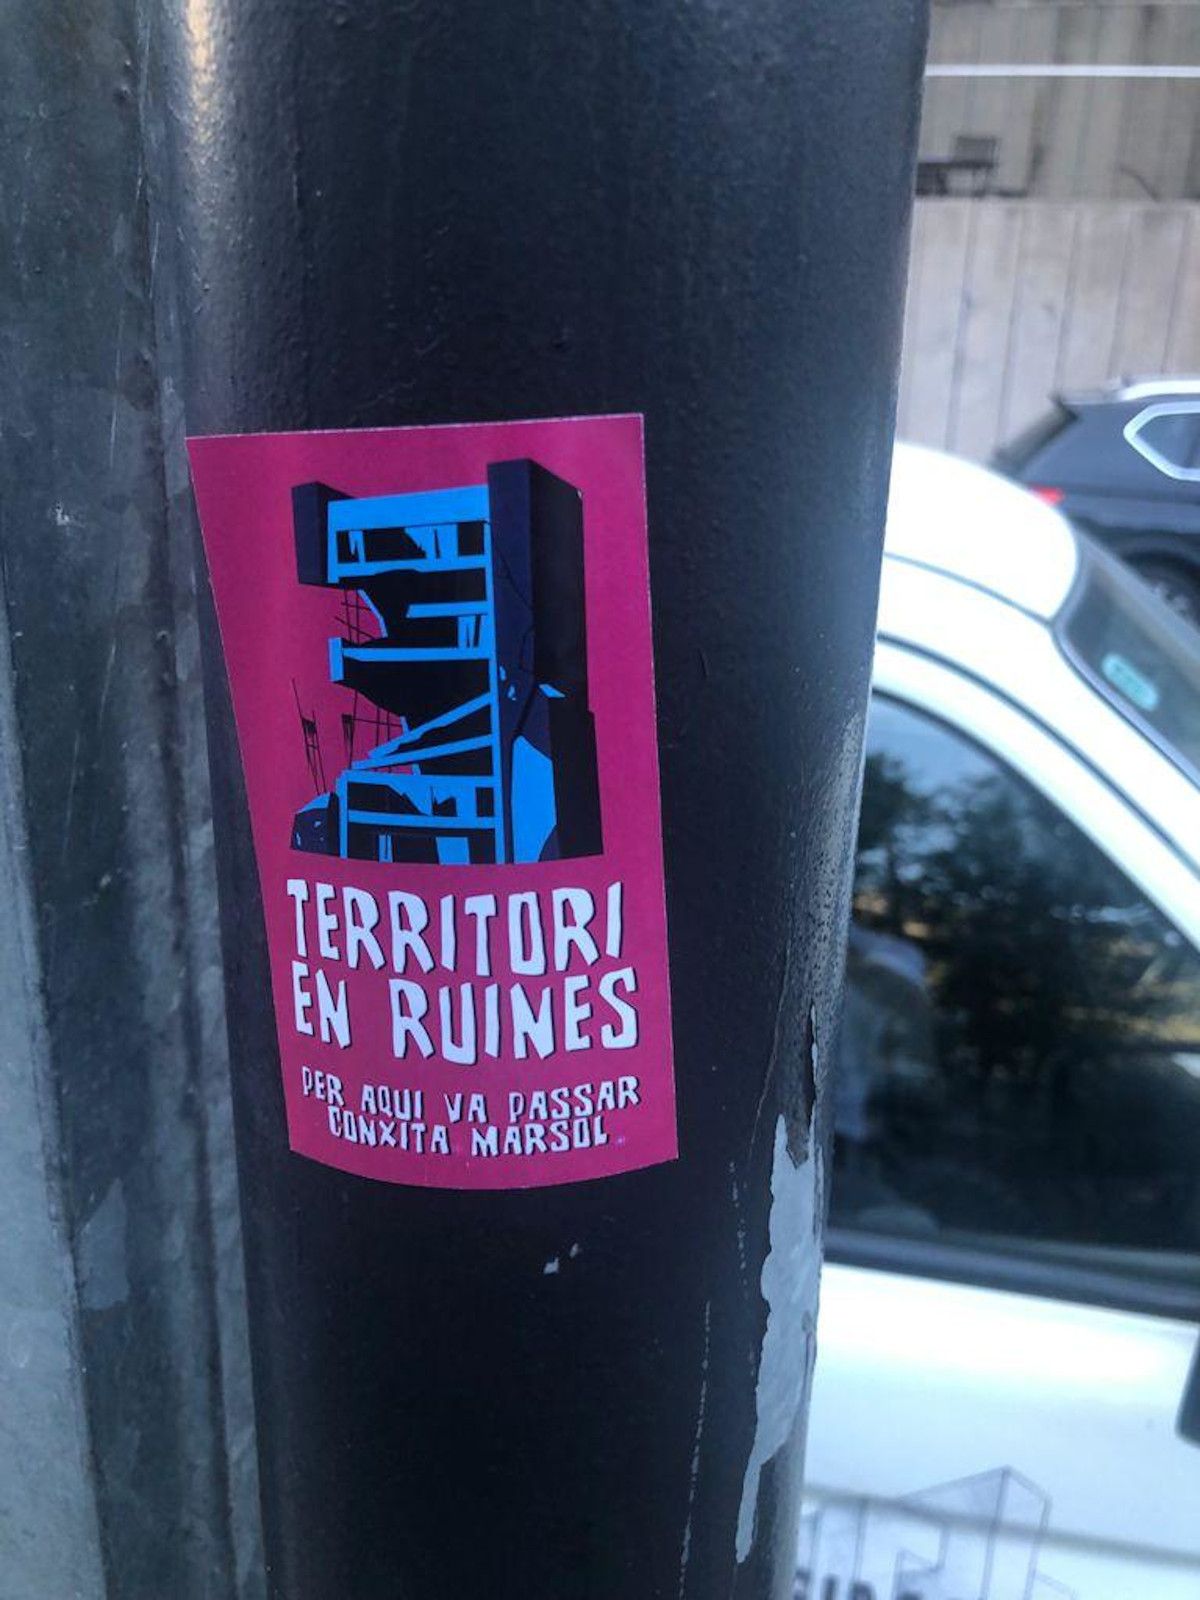 TERRITORI
EN RUINES
PER AQUI VA PASSAR
CONXITA MARSOL